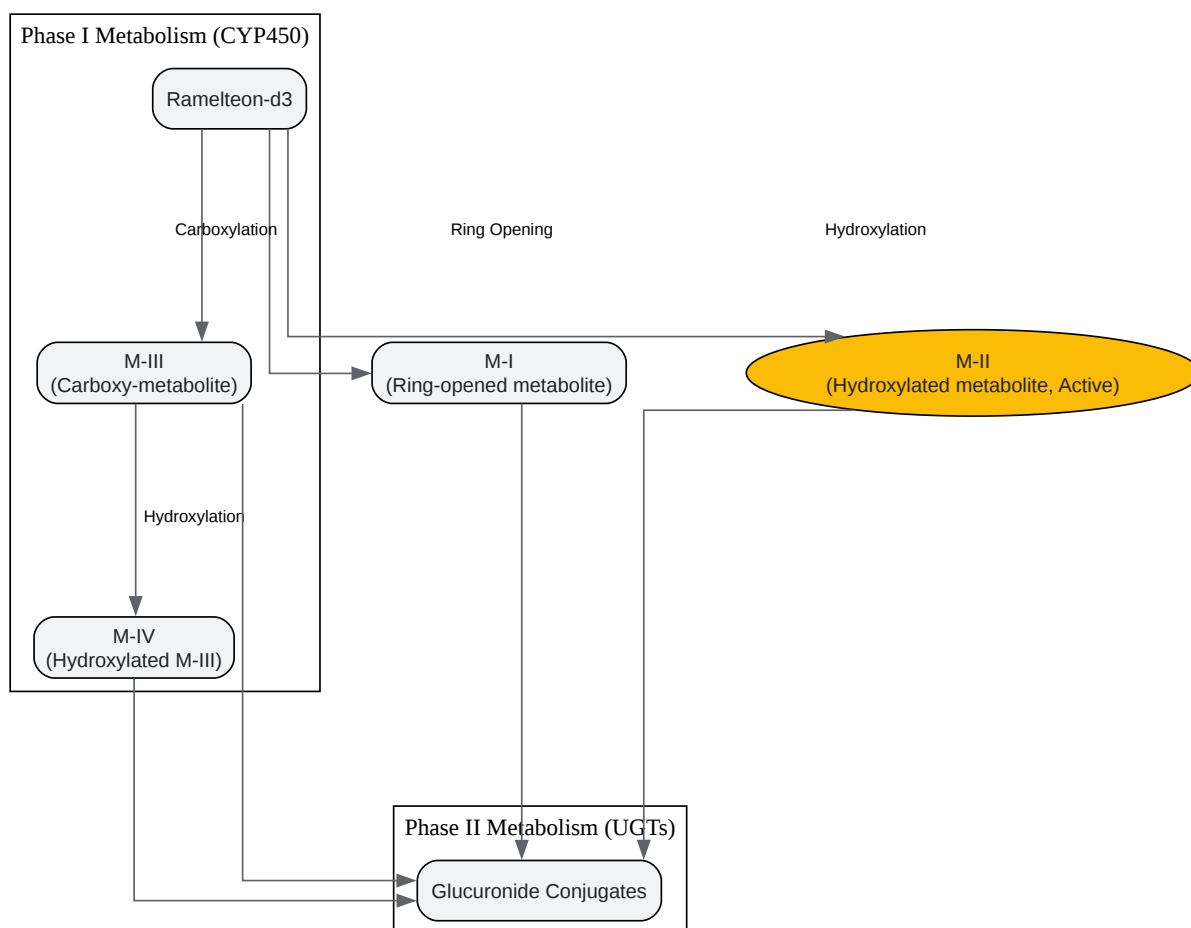 Phase I Metabolism (CYP450)
Ramelteon-d3
Carboxylation
Ring Opening
Hydroxylation
M-III
(Carboxy-metabolite)
M-I
(Ring-opened metabolite)
M-II
(Hydroxylated metabolite, Active)
Hydroxylation
M-IV
(Hydroxylated M-III)
Phase II Metabolism (UGTs)
Glucuronide Conjugates